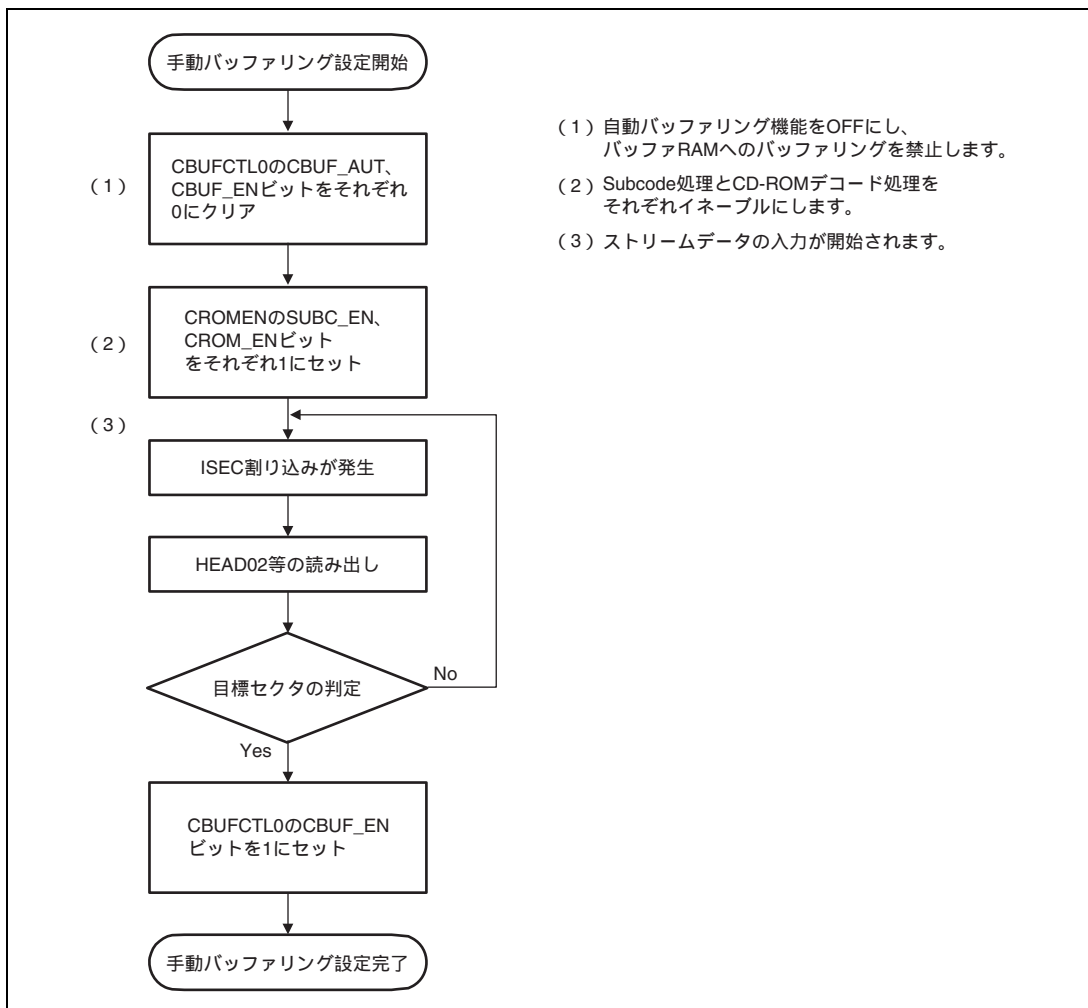 手動バッファリング設定開始
（1）
CBUFCTL0のCBUF_AUT、
CBUF_ENビットをそれぞれ
0にクリア
（2）
CROMENのSUBC_EN、
CROM_ENビット
をそれぞれ1にセット
（3）
ISEC割り込みが発生
HEAD02等の読み出し
目標セクタの判定
No
Yes
CBUFCTL0のCBUF_EN
ビットを1にセット
手動バッファリング設定完了
（1）自動バッファリング機能をOFFにし、
バッファRAMへのバッファリングを禁止します。
（2）Subcode処理とCD-ROMデコード処理を
それぞれイネーブルにします。
（3）ストリームデータの入力が開始されます。